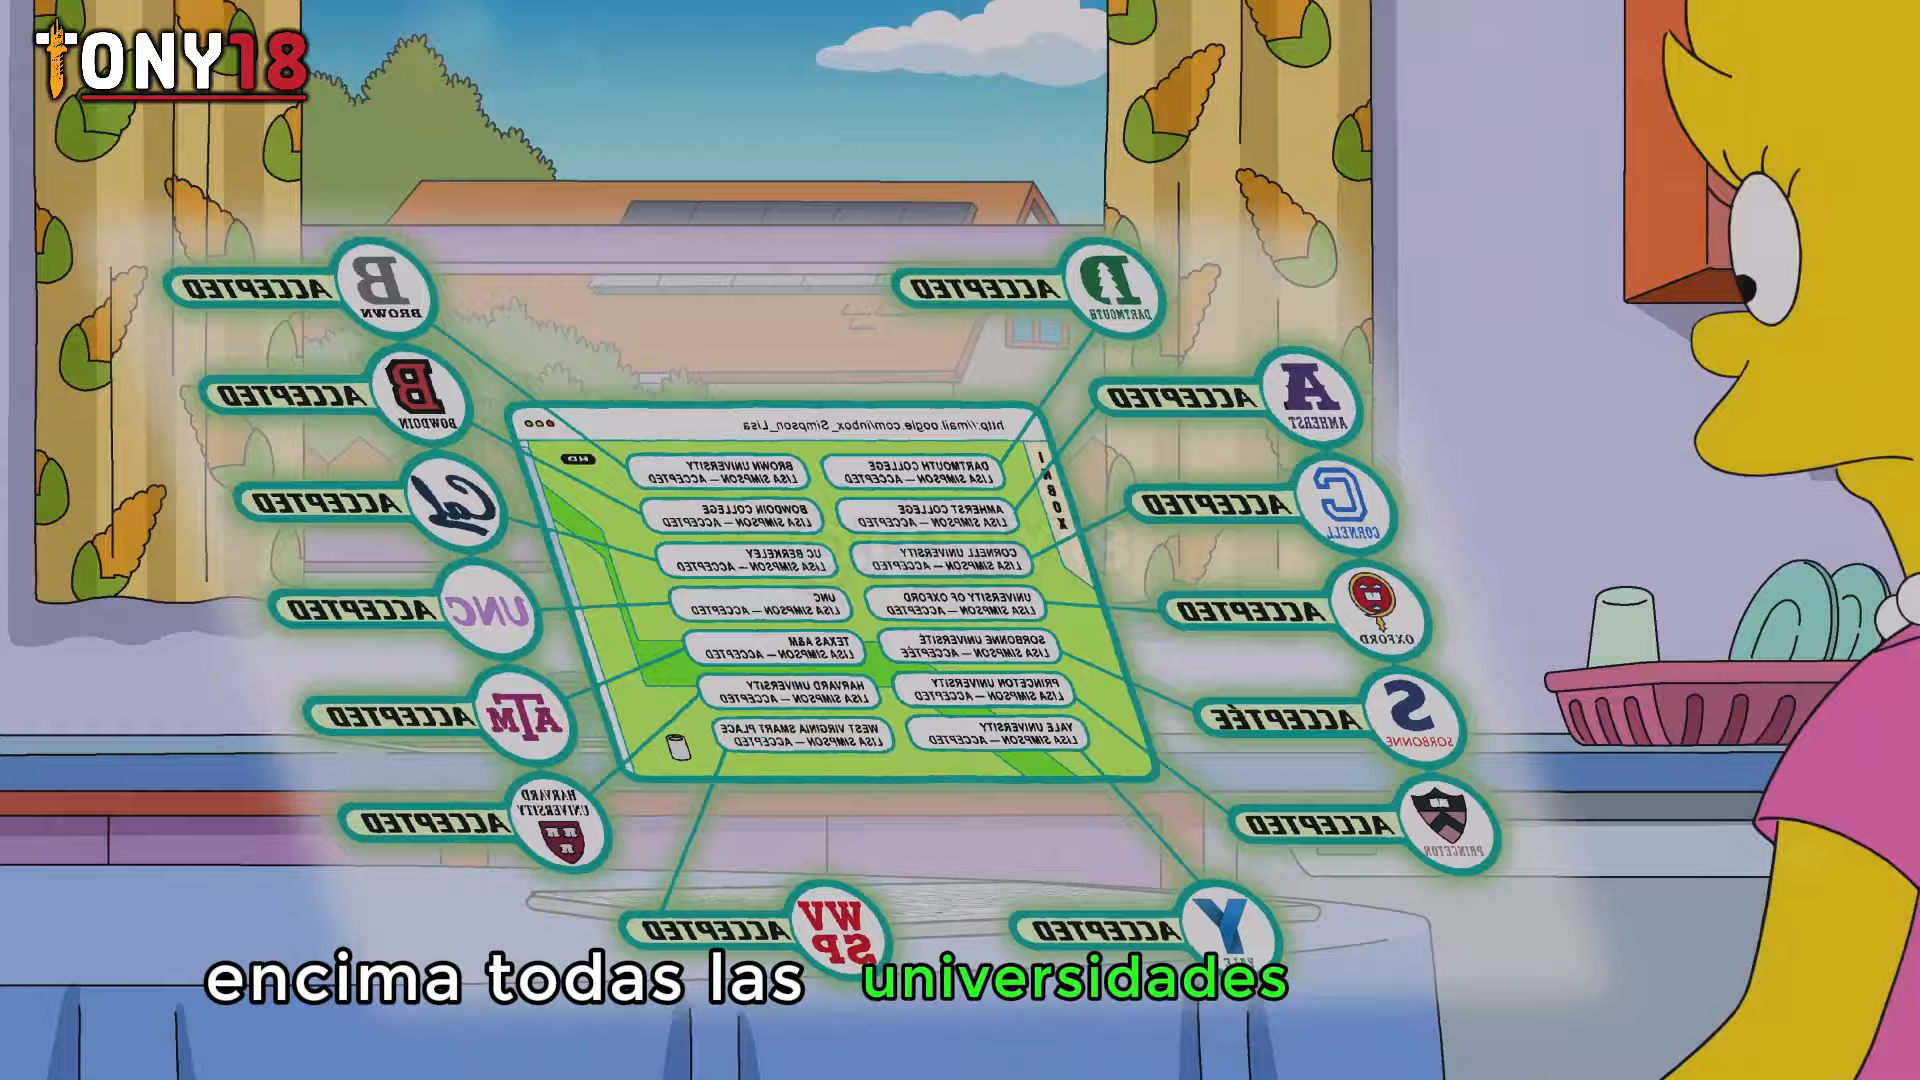 TONY18
ACCEPTED
BROWN
ACCEPTED
DARTMOUTH
ACCEPTED
BOWDOIN
ACCEPTED
AMHERST
http://mail.oogle.com/inbox_Simpson_Lisa
INBOX
HD
BROWN UNIVERSITY
LISA SIMPSON — ACCEPTED
DARTMOUTH COLLEGE
LISA SIMPSON — ACCEPTED
BOWDOIN COLLEGE
LISA SIMPSON — ACCEPTED
AMHERST COLLEGE
LISA SIMPSON — ACCEPTED
UC BERKELEY
LISA SIMPSON — ACCEPTED
CORNELL UNIVERSITY
LISA SIMPSON — ACCEPTED
UNC
LISA SIMPSON — ACCEPTED
UNIVERSITY OF OXFORD
LISA SIMPSON — ACCEPTED
TEXAS A&M
LISA SIMPSON — ACCEPTED
SORBONNE UNIVERSITÉ
LISA SIMPSON — ACCEPTÉE
HARVARD UNIVERSITY
LISA SIMPSON — ACCEPTED
PRINCETON UNIVERSITY
LISA SIMPSON — ACCEPTED
WEST VIRGINIA SMART PLACE
LISA SIMPSON — ACCEPTED
YALE UNIVERSITY
LISA SIMPSON — ACCEPTED
ACCEPTED
Cal
ACCEPTED
C
CORNELL
ACCEPTED
UNC
ACCEPTED
OXFORD
ACCEPTED
ATM
ACCEPTÉE
S
SORBONNE
ACCEPTED
HARVARD
UNIVERSITY
ACCEPTED
PRINCETON
ACCEPTED
WV
SP
ACCEPTED
Y
YALE
encima todas las universidades